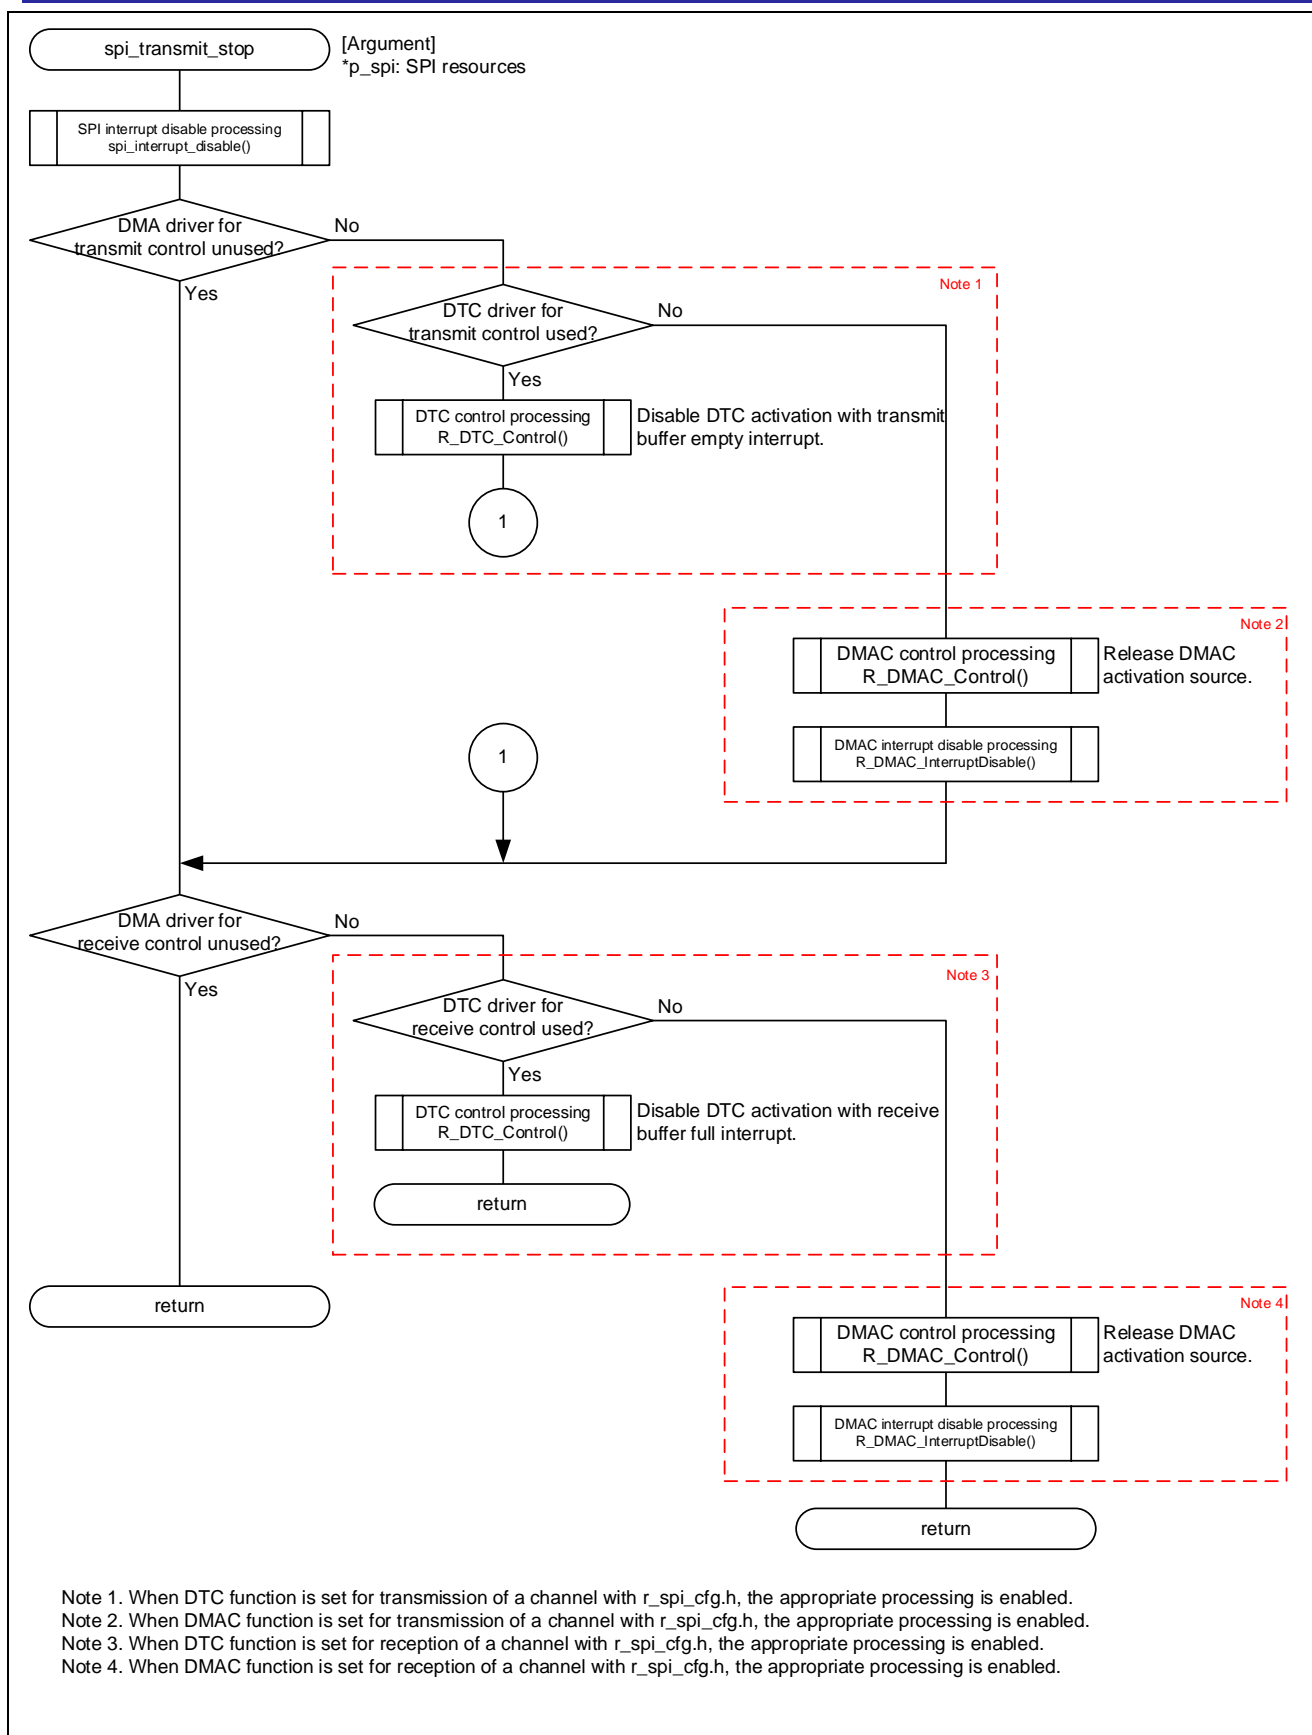 spi_transmit_stop
[Argument]
*p_spi: SPI resources
SPI interrupt disable processing
spi_interrupt_disable()
DMA driver for
transmit control unused?
No
Yes
Note 1
DTC driver for
transmit control used?
No
Yes
DTC control processing
R_DTC_Control()
Disable DTC activation with transmit
buffer empty interrupt.
1
Note 2
DMAC control processing
R_DMAC_Control()
Release DMAC
activation source.
DMAC interrupt disable processing
R_DMAC_InterruptDisable()
1
DMA driver for
receive control unused?
No
Yes
Note 3
DTC driver for
receive control used?
No
Yes
DTC control processing
R_DTC_Control()
Disable DTC activation with receive
buffer full interrupt.
return
return
Note 4
DMAC control processing
R_DMAC_Control()
Release DMAC
activation source.
DMAC interrupt disable processing
R_DMAC_InterruptDisable()
return
Note 1. When DTC function is set for transmission of a channel with r_spi_cfg.h, the appropriate processing is enabled.
Note 2. When DMAC function is set for transmission of a channel with r_spi_cfg.h, the appropriate processing is enabled.
Note 3. When DTC function is set for reception of a channel with r_spi_cfg.h, the appropriate processing is enabled.
Note 4. When DMAC function is set for reception of a channel with r_spi_cfg.h, the appropriate processing is enabled.